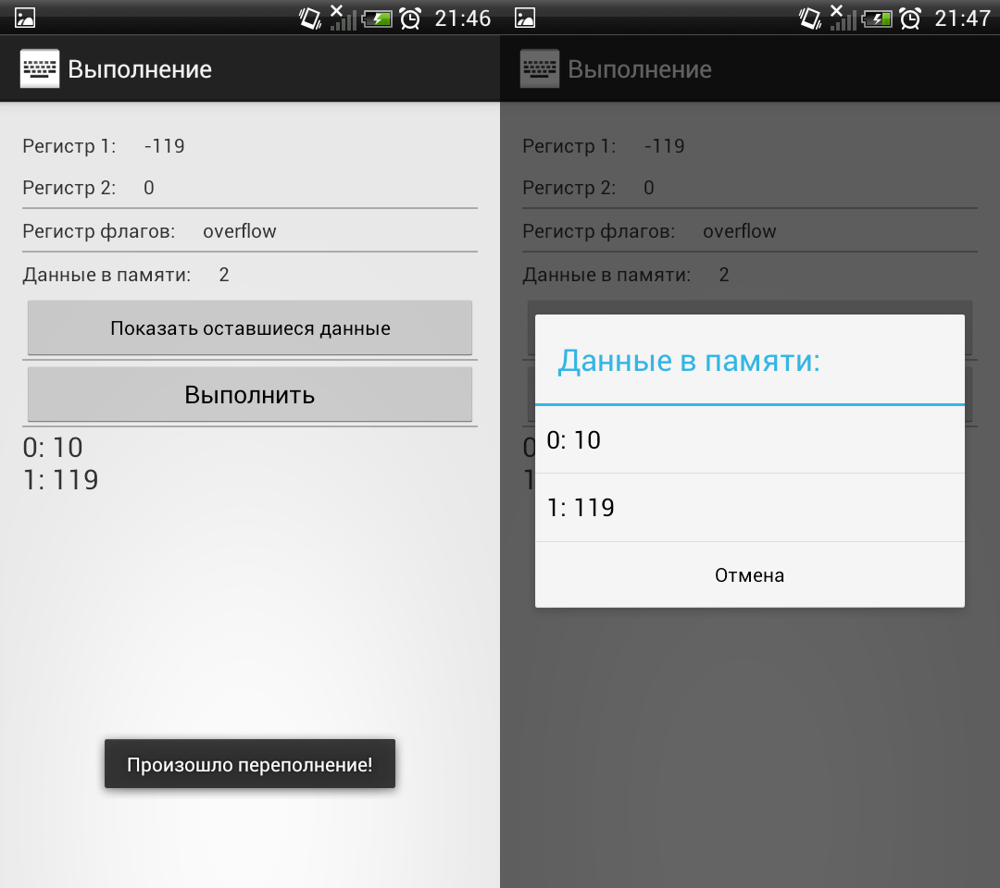 21:46
Выполнение
Регистр 1: -119
Регистр 2: 0
Регистр флагов: overflow
Данные в памяти: 2
Показать оставшиеся данные
Выполнить
0: 10
1: 119
Произошло переполнение!
21:47
Выполнение
Регистр 1: -119
Регистр 2: 0
Регистр флагов: overflow
Данные в памяти: 2
Данные в памяти:
0: 10
1: 119
Отмена
0
1